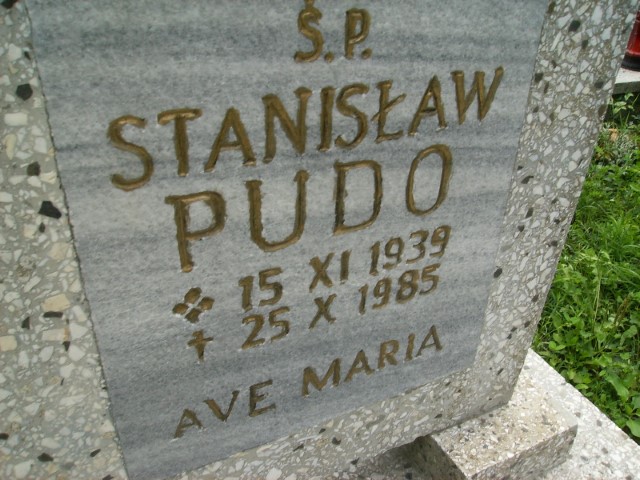 Ś.P.
STANISŁAW
PUDO
15 XI 1939
✝ 25 X 1985
AVE MARIA